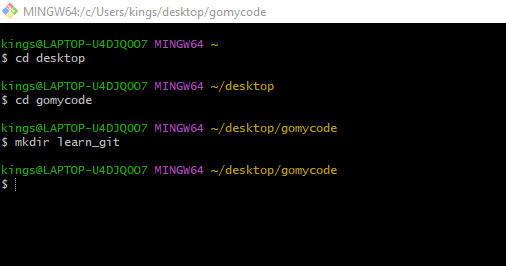 MINGW64:/c/Users/kings/desktop/gomycode
kings@LAPTOP-U4DJQOO7 MINGW64 ~
$ cd desktop
kings@LAPTOP-U4DJQOO7 MINGW64 ~/desktop
$ cd gomycode
kings@LAPTOP-U4DJQOO7 MINGW64 ~/desktop/gomycode
$ mkdir learn_git
kings@LAPTOP-U4DJQOO7 MINGW64 ~/desktop/gomycode
$